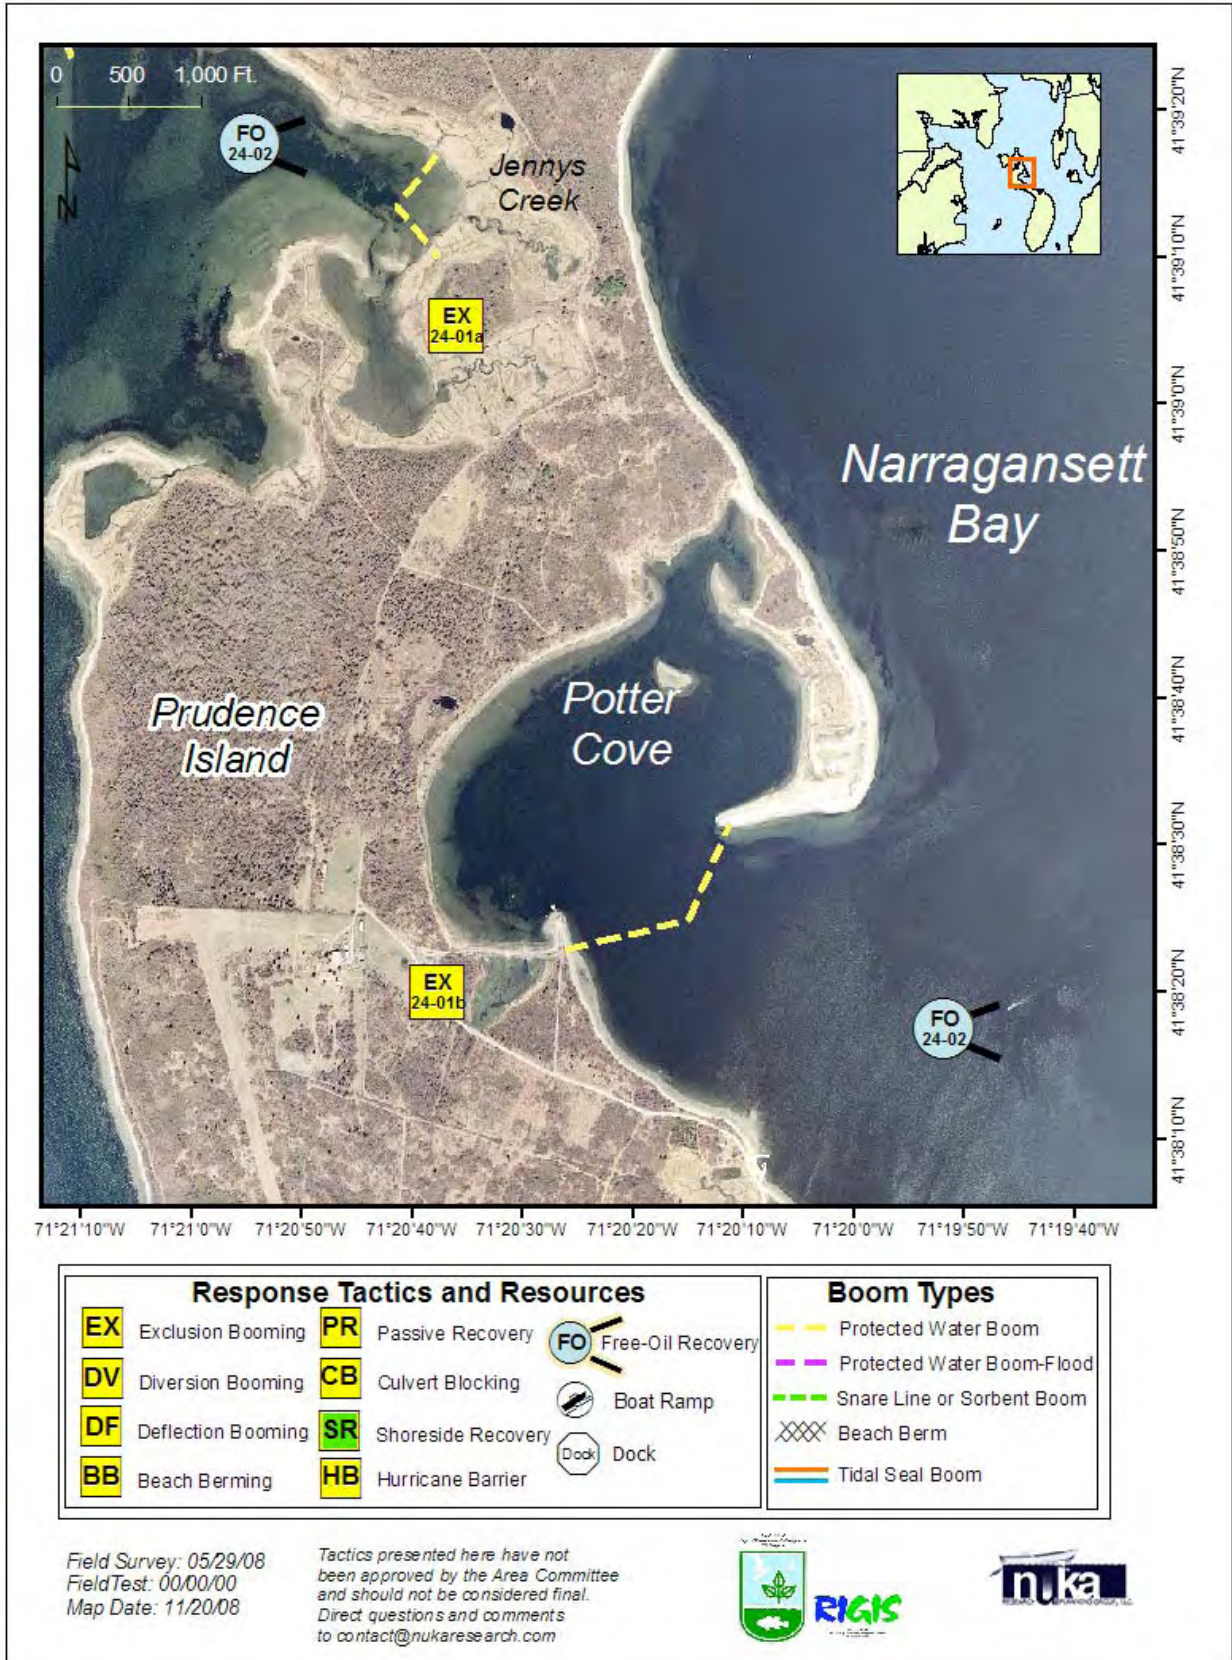 0 500 1,000 Ft.
FO
24-02
N
Jennys
Creek
EX
24-01a
Narragansett
Bay
Potter
Cove
Prudence
Island
EX
24-01b
FO
24-02
41°39'20"N
41°39'10"N
41°39'0"N
41°38'50"N
41°38'40"N
41°38'30"N
41°38'20"N
41°38'10"N
71°21'10"W 71°21'0"W 71°20'50"W 71°20'40"W 71°20'30"W 71°20'20"W 71°20'10"W 71°20'0"W 71°19'50"W 71°19'40"W
Response Tactics and Resources
EX Exclusion Booming
DV Diversion Booming
DF Deflection Booming
BB Beach Berming
PR Passive Recovery
CB Culvert Blocking
SR Shoreside Recovery
HB Hurricane Barrier
FO Free-Oil Recovery
Boat Ramp
Dock Dock
Boom Types
Protected Water Boom
Protected Water Boom-Flood
Snare Line or Sorbent Boom
Beach Berm
Tidal Seal Boom
Field Survey: 05/29/08
FieldTest: 00/00/00
Map Date: 11/20/08
Tactics presented here have not
been approved by the Area Committee
and should not be considered final.
Direct questions and comments
to contact@nukaresearch.com
RIGIS
nuka